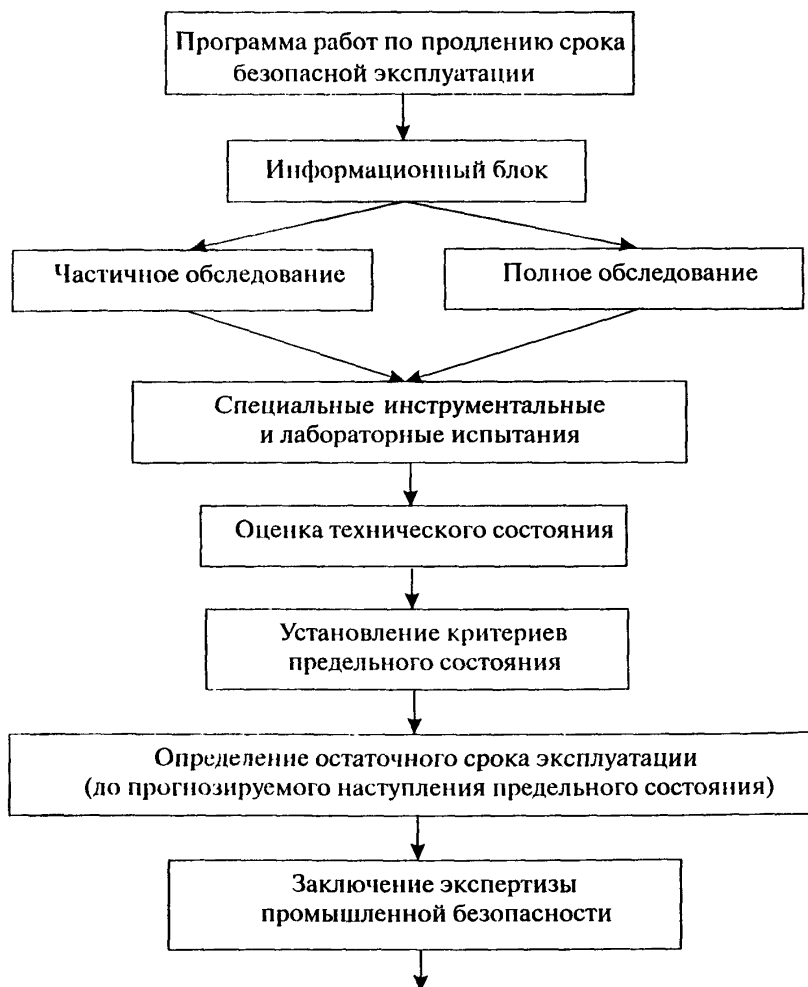 Программа работ по продлению срока
безопасной эксплуатации
Информационный блок
Частичное обследование
Полное обследование
Специальные инструментальные
и лабораторные испытания
Оценка технического состояния
Установление критериев
предельного состояния
Определение остаточного срока эксплуатации
(до прогнозируемого наступления предельного состояния)
Заключение экспертизы
промышленной безопасности